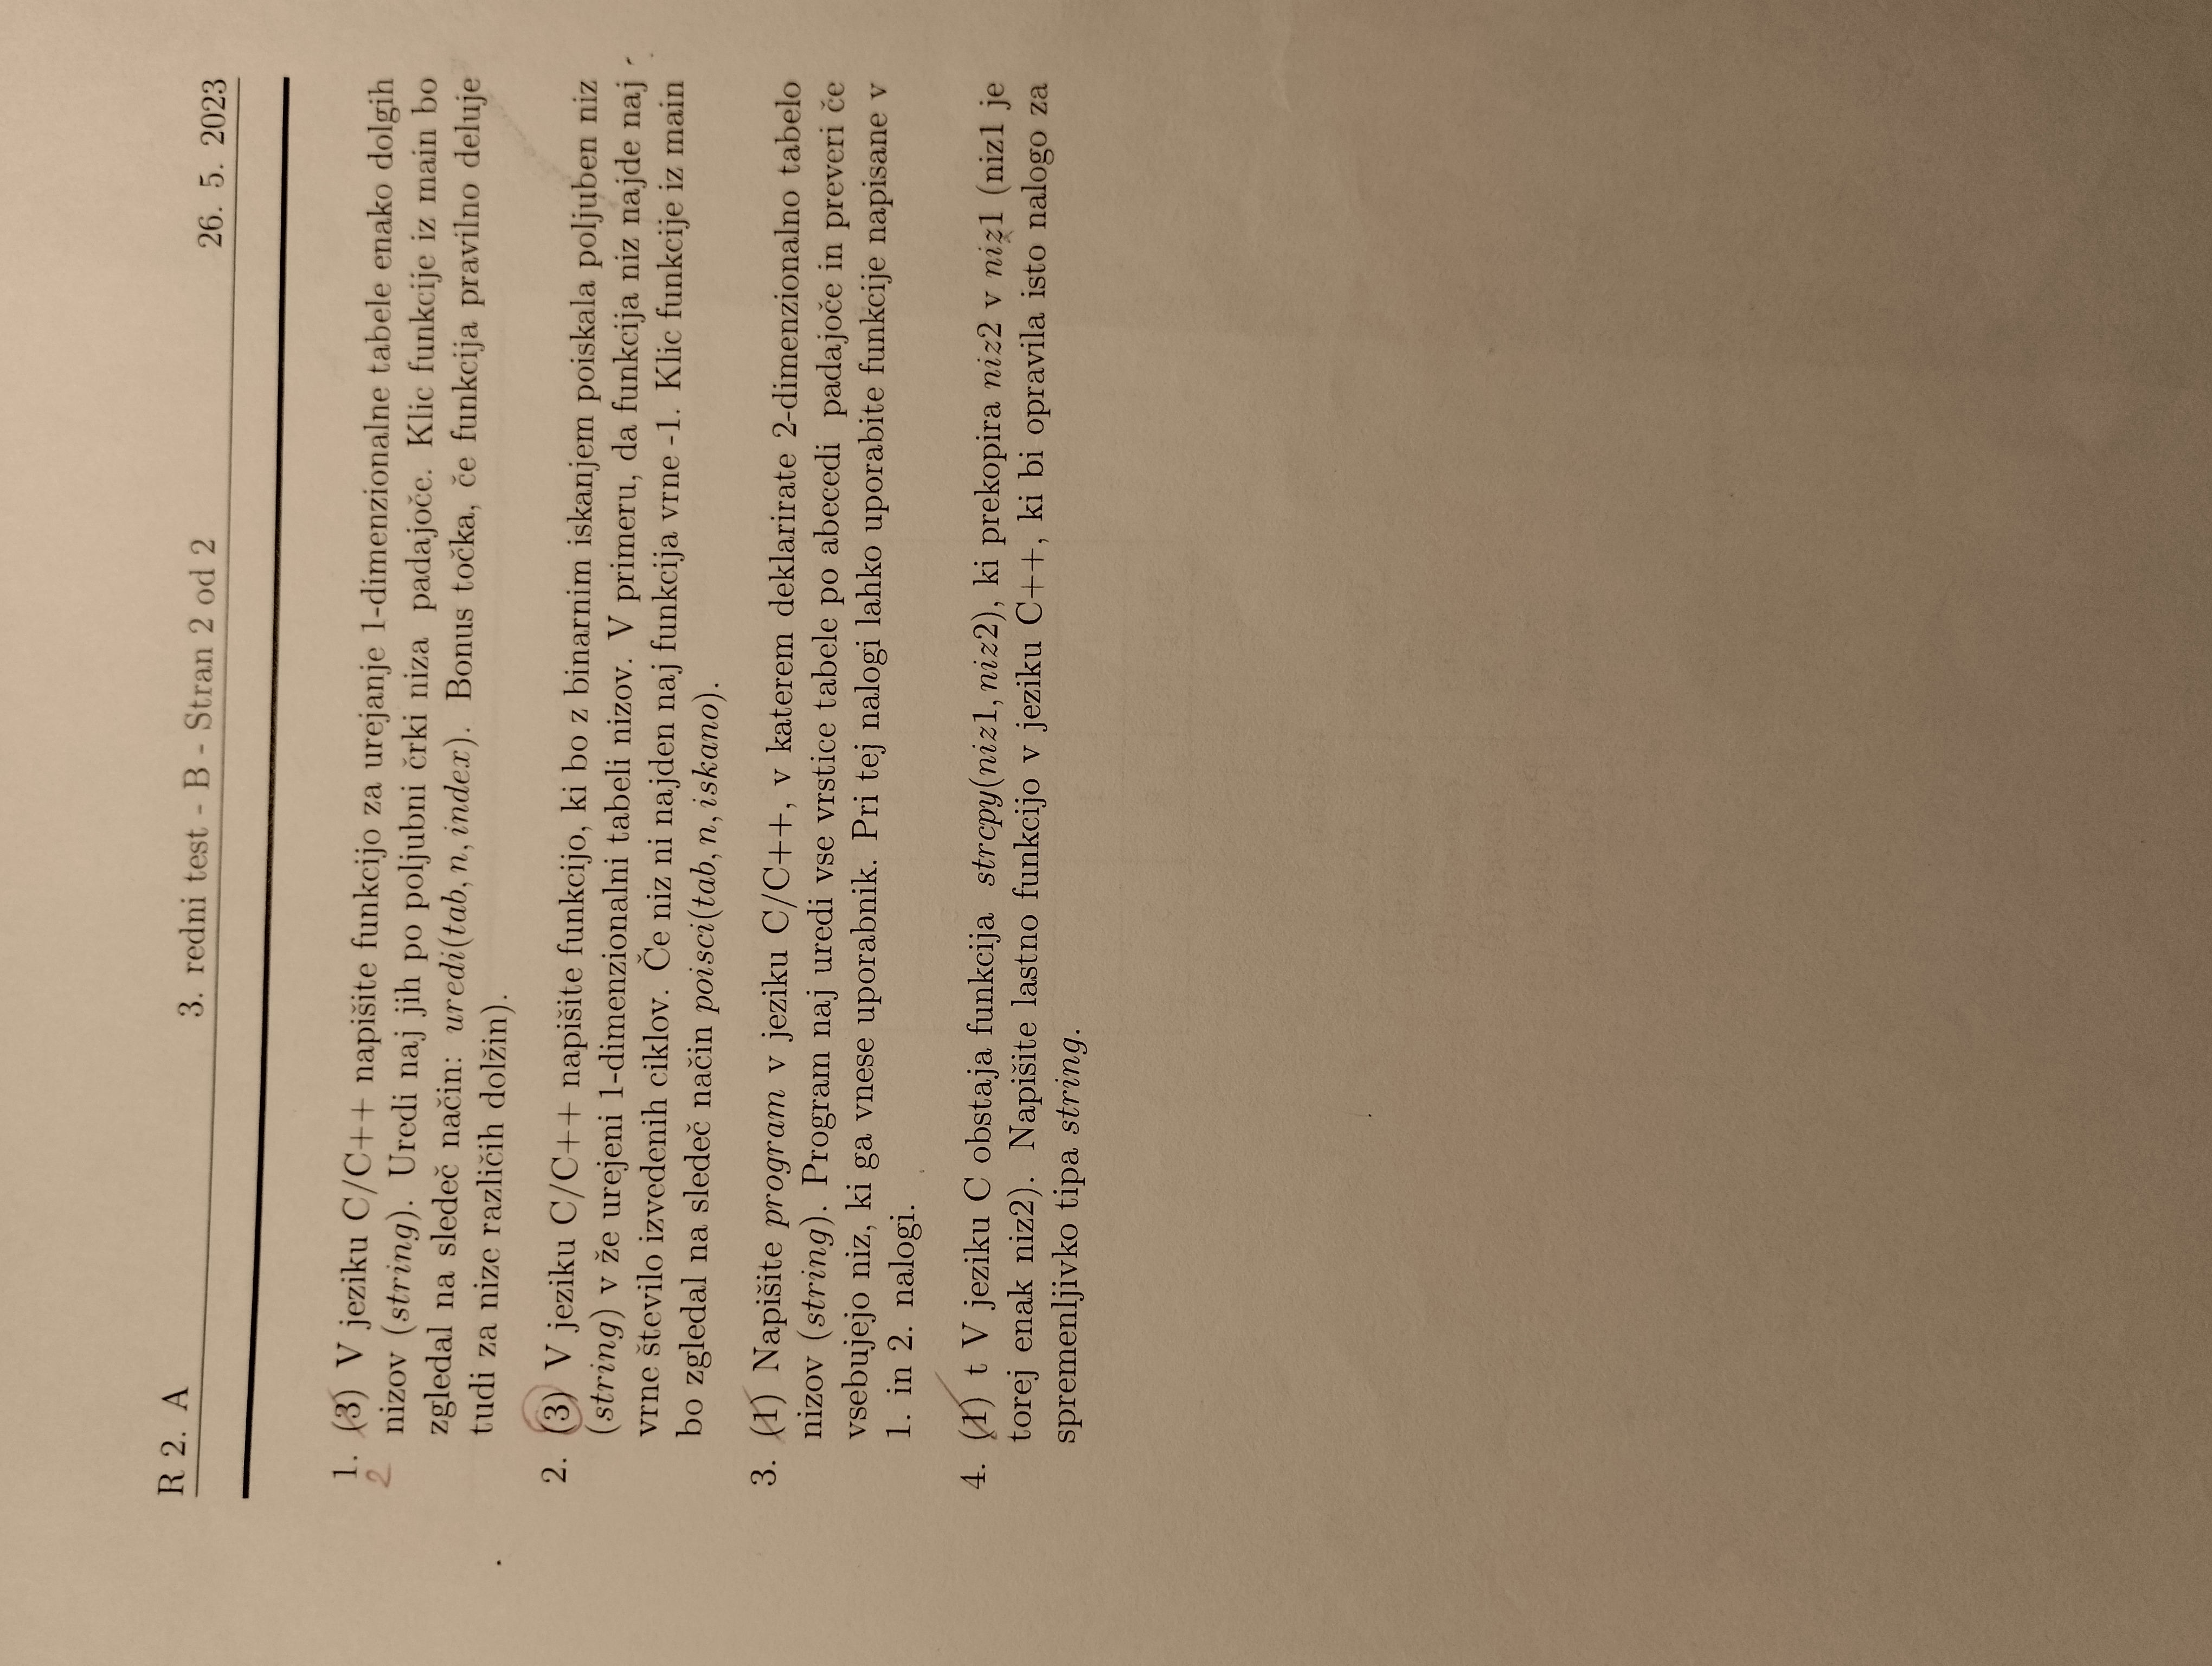 R 2. A
3. redni test - B - Stran 2 od 2
26. 5. 2023
1. (3) V jeziku C/C++ napišite funkcijo za urejanje 1-dimenzionalne tabele enako dolgih
2
nizov (string). Uredi naj jih po poljubni črki niza padajoče. Klic funkcije iz main bo
zgledal na sledeč način: uredi(tab, n, index). Bonus točka, če funkcija pravilno deluje
tudi za nize različih dolžin).
2. (3) V jeziku C/C++ napišite funkcijo, ki bo z binarnim iskanjem poiskala poljuben niz
(string) v že urejeni 1-dimenzionalni tabeli nizov. V primeru, da funkcija niz najde naj
vrne število izvedenih ciklov. Če niz ni najden naj funkcija vrne -1. Klic funkcije iz main
bo zgledal na sledeč način poisci(tab, n, iskano).
3. (1) Napišite program v jeziku C/C++, v katerem deklarirate 2-dimenzionalno tabelo
nizov (string). Program naj uredi vse vrstice tabele po abecedi padajoče in preveri če
vsebujejo niz, ki ga vnese uporabnik. Pri tej nalogi lahko uporabite funkcije napisane v
1. in 2. nalogi.
4. (1) t V jeziku C obstaja funkcija strcpy(niz1, niz2), ki prekopira niz2 v niz1 (niz1 je
torej enak niz2). Napišite lastno funkcijo v jeziku C++, ki bi opravila isto nalogo za
spremenljivko tipa string.